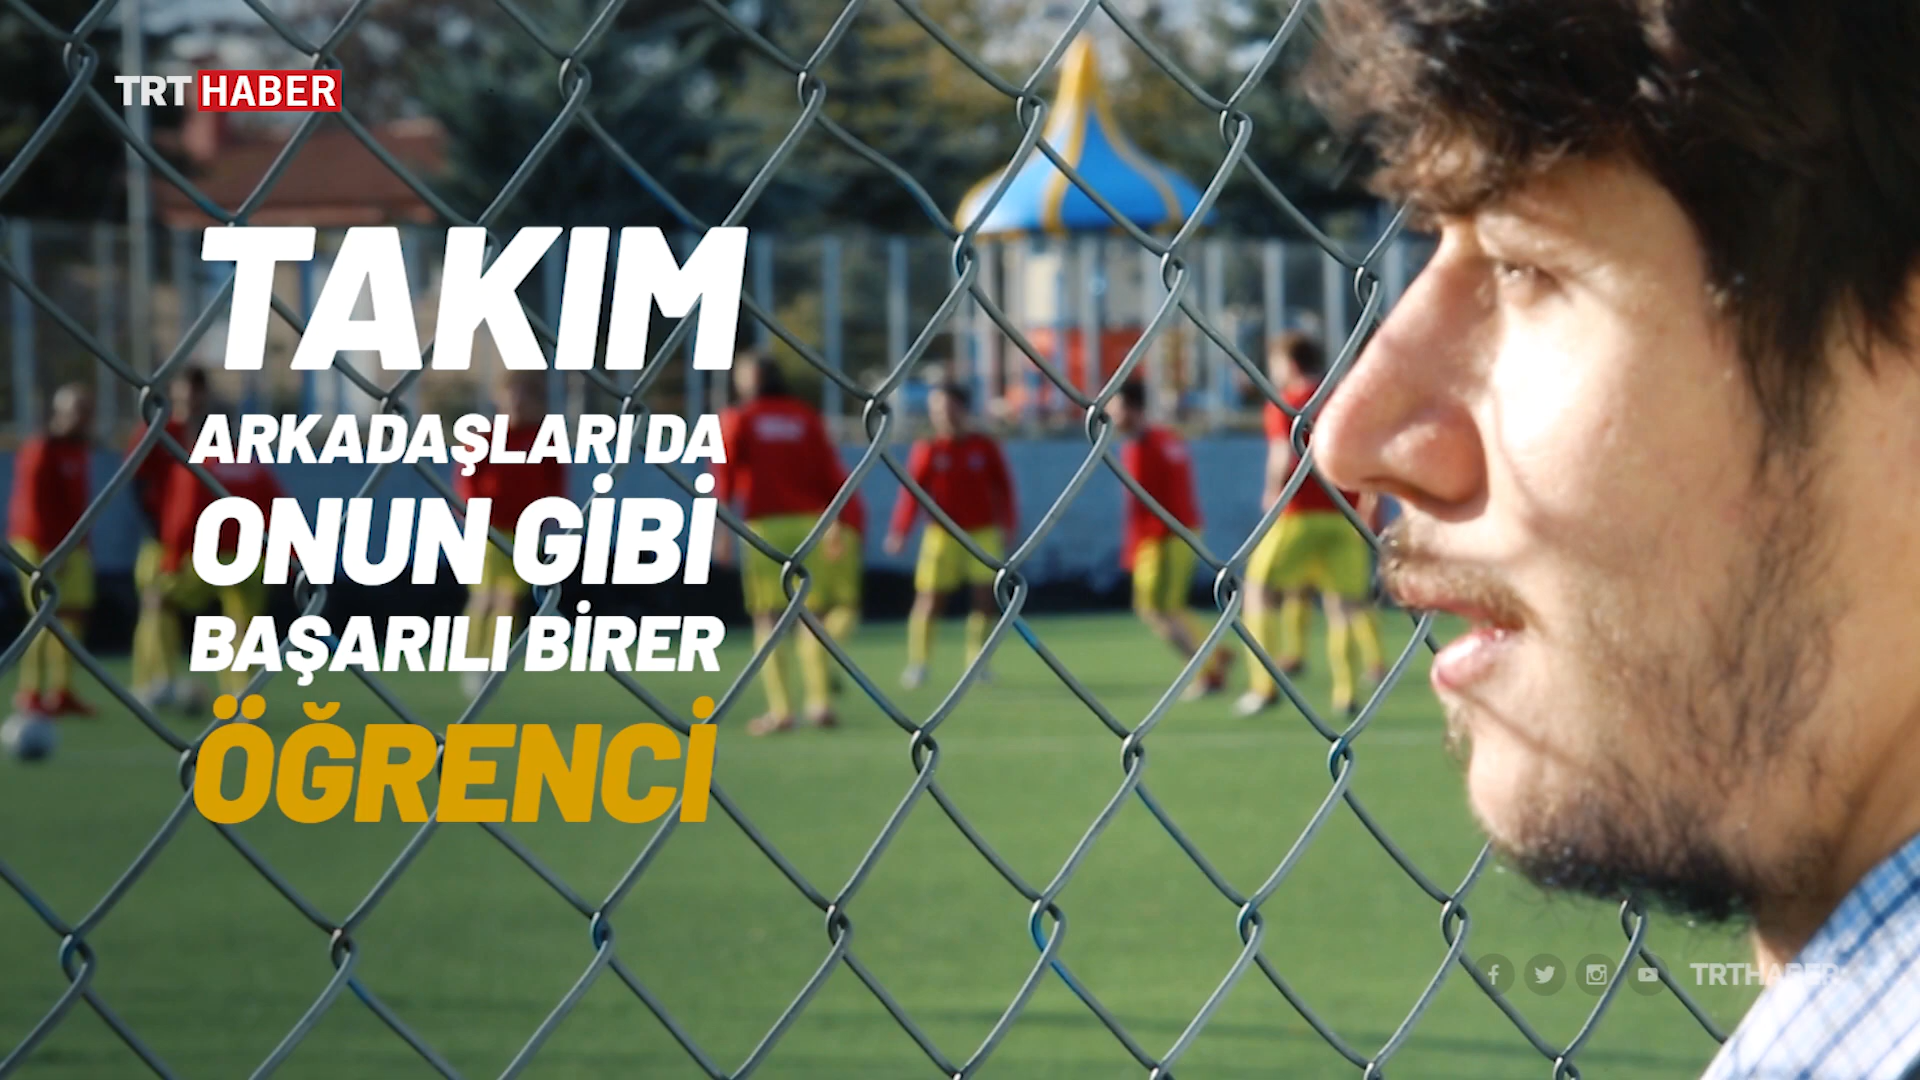 TRT HABER
TAKIM
ARKADAŞLARI DA
ONUN GİBİ
BAŞARILI BİRER
ÖĞRENCİ
TRTHABER